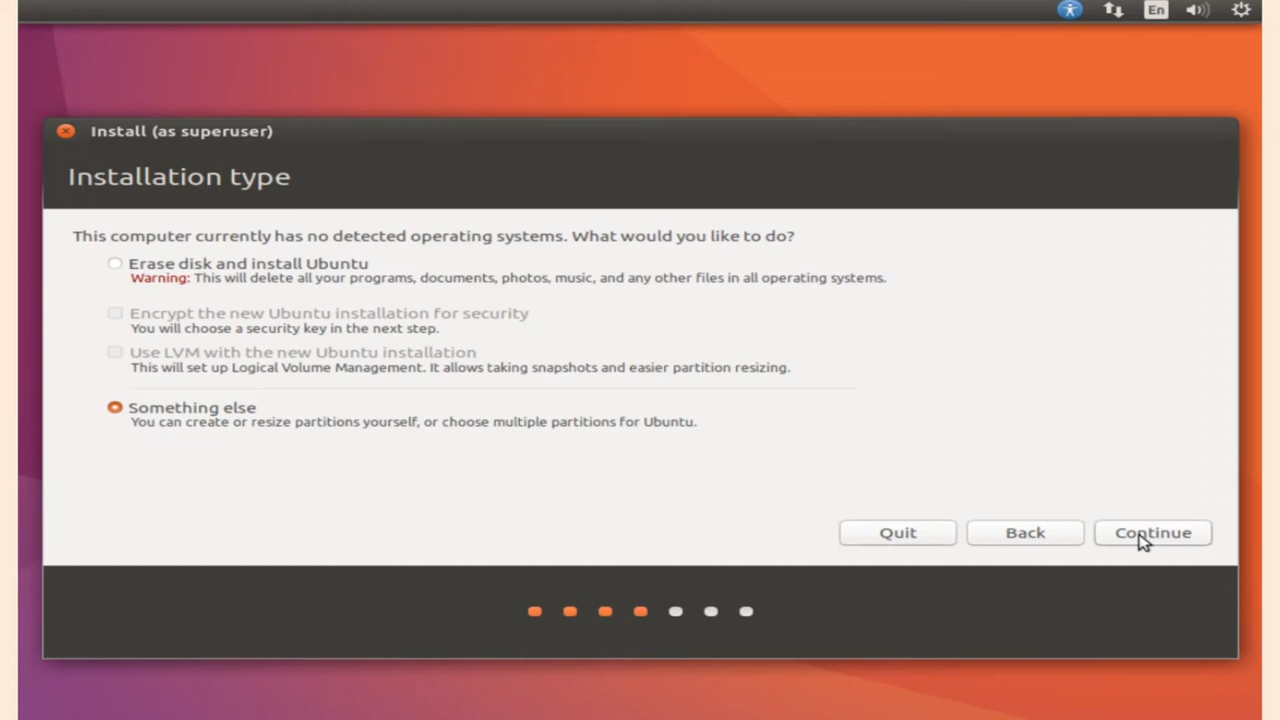 En
Install (as superuser)
Installation type
This computer currently has no detected operating systems. What would you like to do?
Erase disk and install Ubuntu
Warning: This will delete all your programs, documents, photos, music, and any other files in all operating systems.
Encrypt the new Ubuntu installation for security
You will choose a security key in the next step.
Use LVM with the new Ubuntu installation
This will set up Logical Volume Management. It allows taking snapshots and easier partition resizing.
Something else
You can create or resize partitions yourself, or choose multiple partitions for Ubuntu.
Quit Back Continue